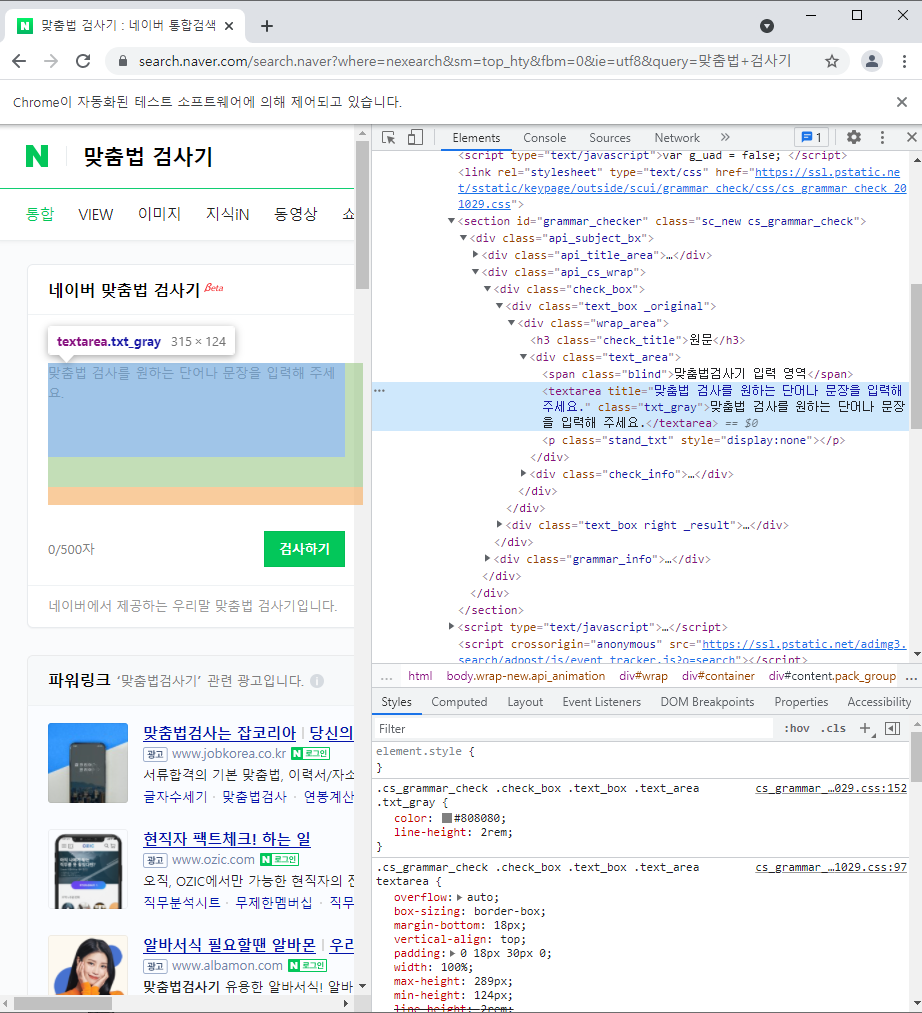 맞춤법 검사기 : 네이버 통합검색
search.naver.com/search.naver?where=nexearch&sm=top_hty&fbm=0&ie=utf8&query=맞춤법+검사기
Chrome이 자동화된 테스트 소프트웨어에 의해 제어되고 있습니다.
N 맞춤법 검사기
통합 VIEW 이미지 지식iN 동영상 쇼
네이버 맞춤법 검사기 Beta
textarea.txt_gray 315 × 124
맞춤법 검사를 원하는 단어나 문장을 입력해 주세
요.
0/500자 검사하기
네이버에서 제공하는 우리말 맞춤법 검사기입니다.
파워링크 ‘맞춤법검사기’ 관련 광고입니다.
맞춤법검사는 잡코리아 당신의
광고 www.jobkorea.co.kr N 로그인
서류합격의 기본 맞춤법, 이력서/자소
글자수세기 · 맞춤법검사 · 연봉계산
현직자 팩트체크! 하는 일
광고 www.ozic.com N 로그인
오직, OZIC에서만 가능한 현직자의 진
직무분석시트 · 무제한멤버십 · 직무
알바서식 필요할땐 알바몬 우리
광고 www.albamon.com N 로그인
맞춤법검사기 유용한 알바서식! 알바
Elements Console Sources Network » 1
<script type="text/javascript">var g_uad = false; </script>
<link rel="stylesheet" type="text/css" href="https://ssl.pstatic.ne
t/sstatic/keypage/outside/scui/grammar_check/css/cs_grammar_check_20
1029.css">
▼<section id="grammar_checker" class="sc_new cs_grammar_check">
▼<div class="api_subject_bx">
▶<div class="api_title_area">…</div>
▼<div class="api_cs_wrap">
▼<div class="check_box">
▼<div class="text_box _original">
▼<div class="wrap_area">
<h3 class="check_title">원문</h3>
▼<div class="text_area">
<span class="blind">맞춤법검사기 입력 영역</span>
<textarea title="맞춤법 검사를 원하는 단어나 문장을 입력해
주세요." class="txt_gray">맞춤법 검사를 원하는 단어나 문장
을 입력해 주세요.</textarea> == $0
<p class="stand_txt" style="display:none"></p>
</div>
▶<div class="check_info">…</div>
</div>
</div>
▶<div class="text_box right _result">…</div>
</div>
▶<div class="grammar_info">…</div>
</div>
</div>
</section>
▶<script type="text/javascript">…</script>
<script crossorigin="anonymous" src="https://ssl.pstatic.net/adimg3.
search/adpost/js/event_tracker.js?o=search"></script>
... html body.wrap-new.api_animation div#wrap div#container div#content.pack_group ...
Styles Computed Layout Event Listeners DOM Breakpoints Properties Accessibility
Filter :hov .cls +
element.style {
}
.cs_grammar_check .check_box .text_box .text_area cs_grammar_…029.css:152
.txt_gray {
color: #808080;
line-height: 2rem;
}
.cs_grammar_check .check_box .text_box .text_area cs_grammar_…1029.css:97
textarea {
overflow:▶ auto;
box-sizing: border-box;
margin-bottom: 18px;
vertical-align: top;
padding:▶ 0 18px 30px 0;
width: 100%;
max-height: 289px;
min-height: 124px;
line-height: 2rem;